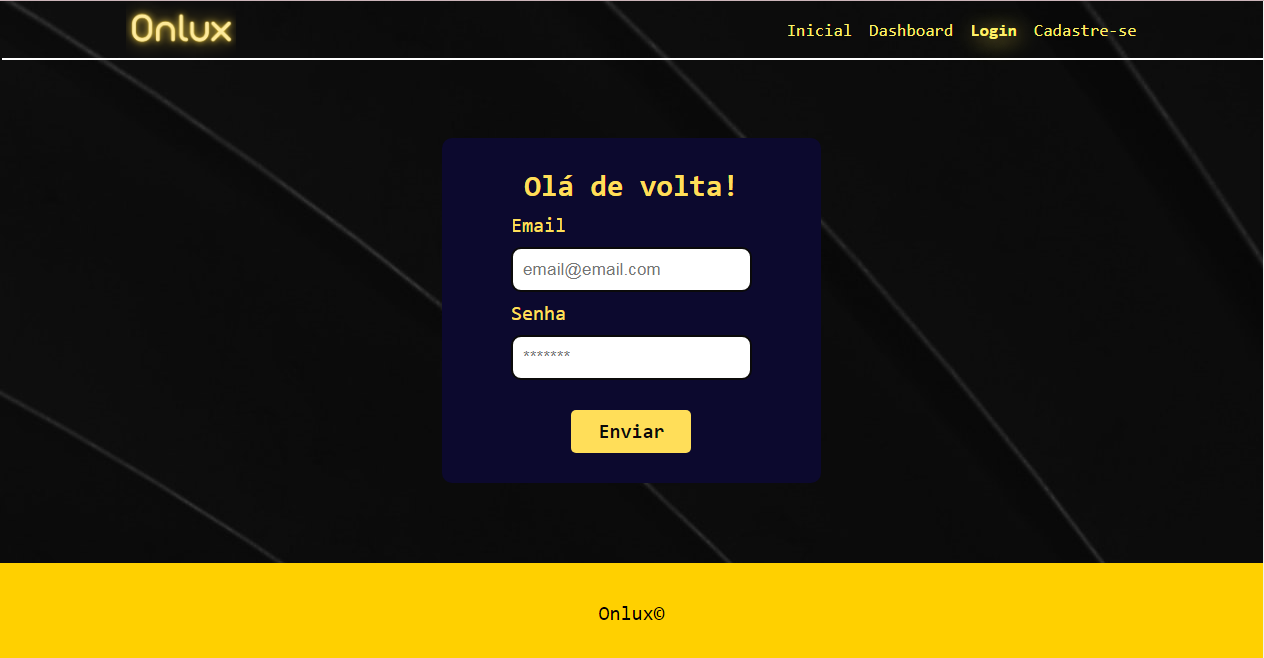 Onlux
Inicial Dashboard Login Cadastre-se
Olá de volta!
Email
email@email.com
Senha
*******
Enviar
Onlux©